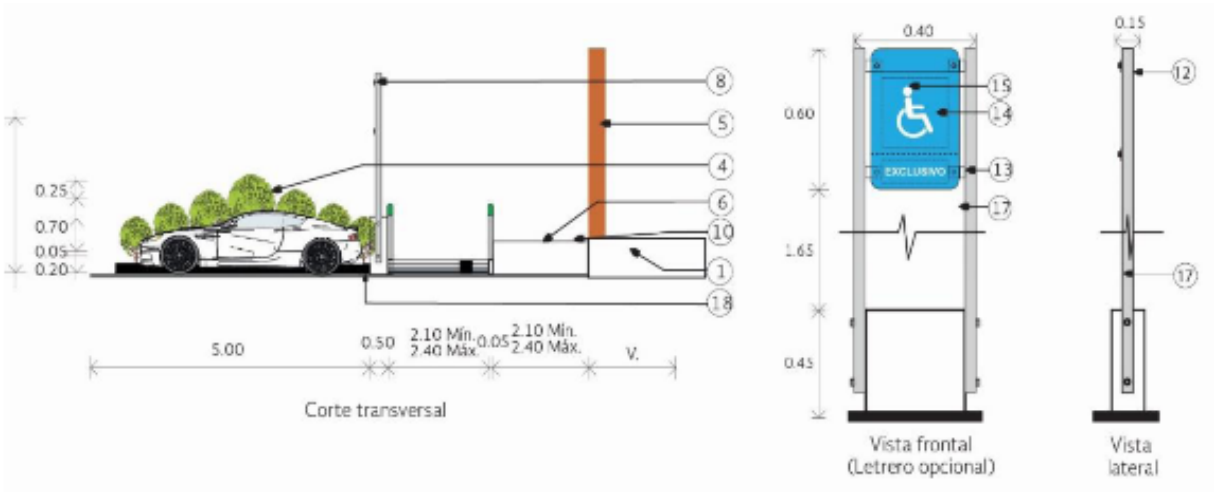 8
5
4
6
10
1
18
0.25
0.70
0.05
0.20
5.00
0.50
2.10 Mín.
2.40 Máx.
0.05
2.10 Mín.
2.40 Máx.
V.
Corte transversal
0.40
0.60
1.65
0.45
15
14
13
17
EXCLUSIVO
Vista frontal
(Letrero opcional)
0.15
12
17
Vista
lateral